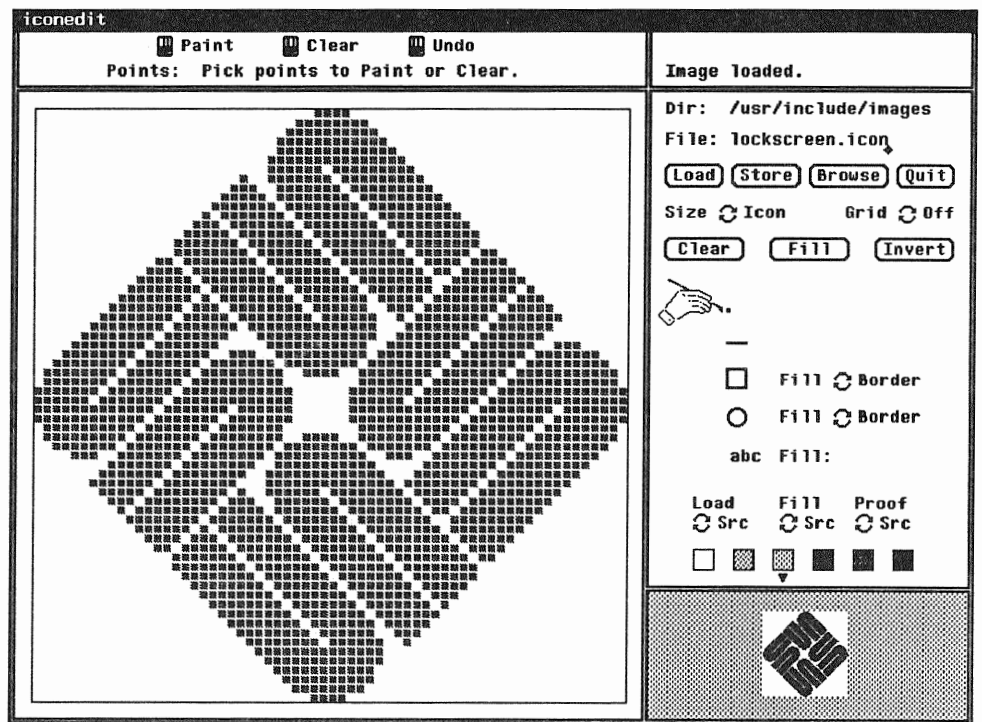 iconedit
Paint Clear Undo
Points: Pick points to Paint or Clear.
Image loaded.
Dir: /usr/include/images
File: lockscreen.icon
Load Store Browse Quit
Size Icon Grid Off
Clear Fill Invert
Fill Border
Fill Border
abc Fill:
Load Fill Proof
Src Src Src